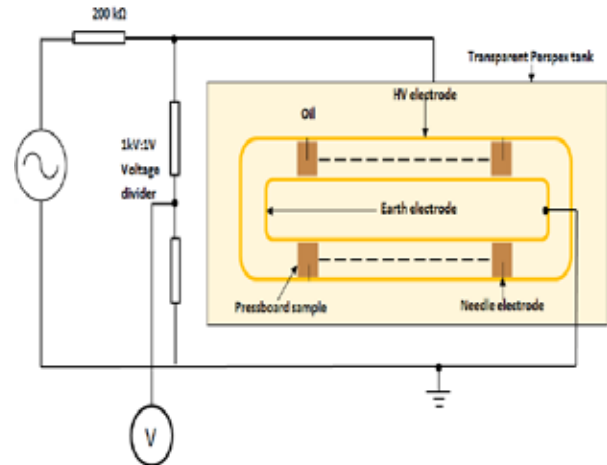 200 kΩ
Transparent Perspex tank
HV electrode
Oil
1kV:1V
Voltage
divider
Earth electrode
Pressboard sample
Needle electrode
V